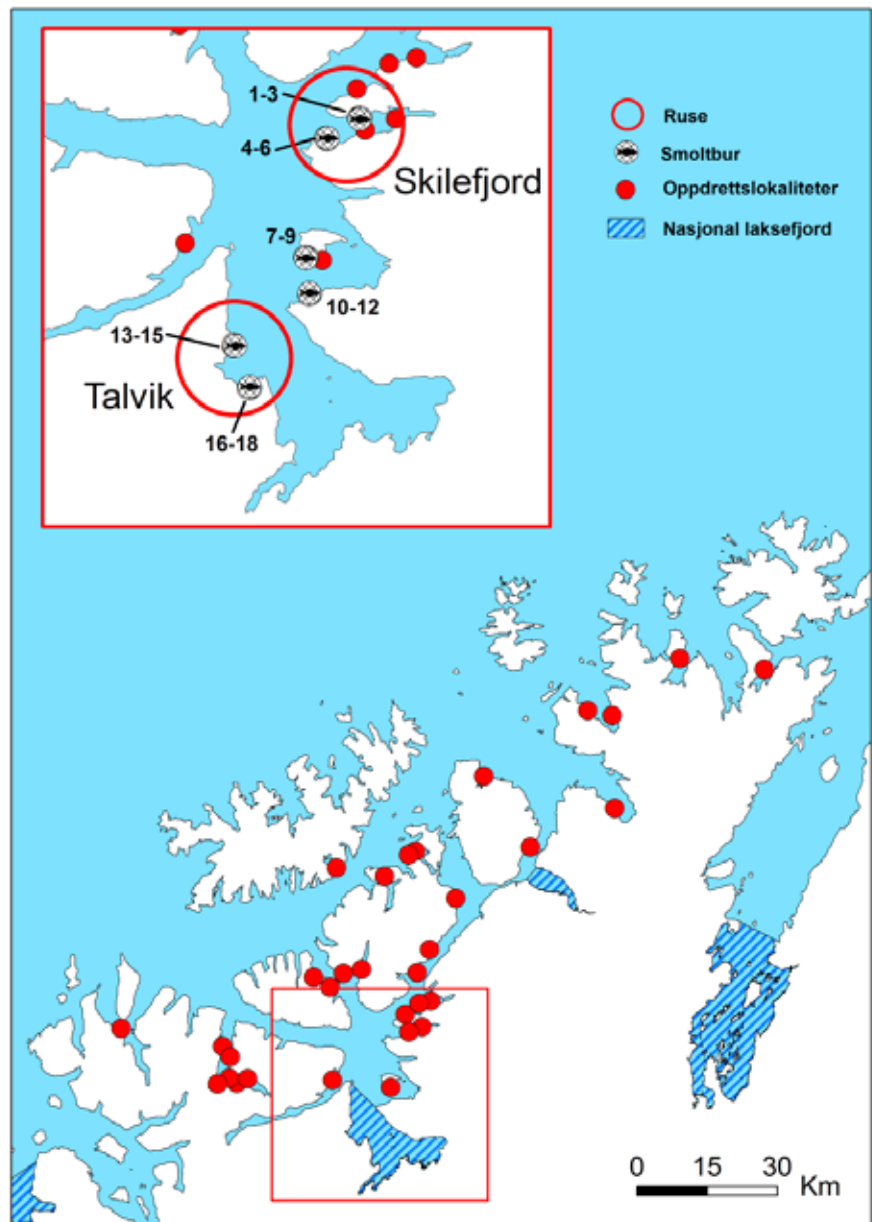 1-3
4-6
Skilefjord
7-9
10-12
13-15
Talvik
16-18
Ruse
Smoltbur
Oppdrettslokaliteter
Nasjonal laksefjord
0 15 30
Km